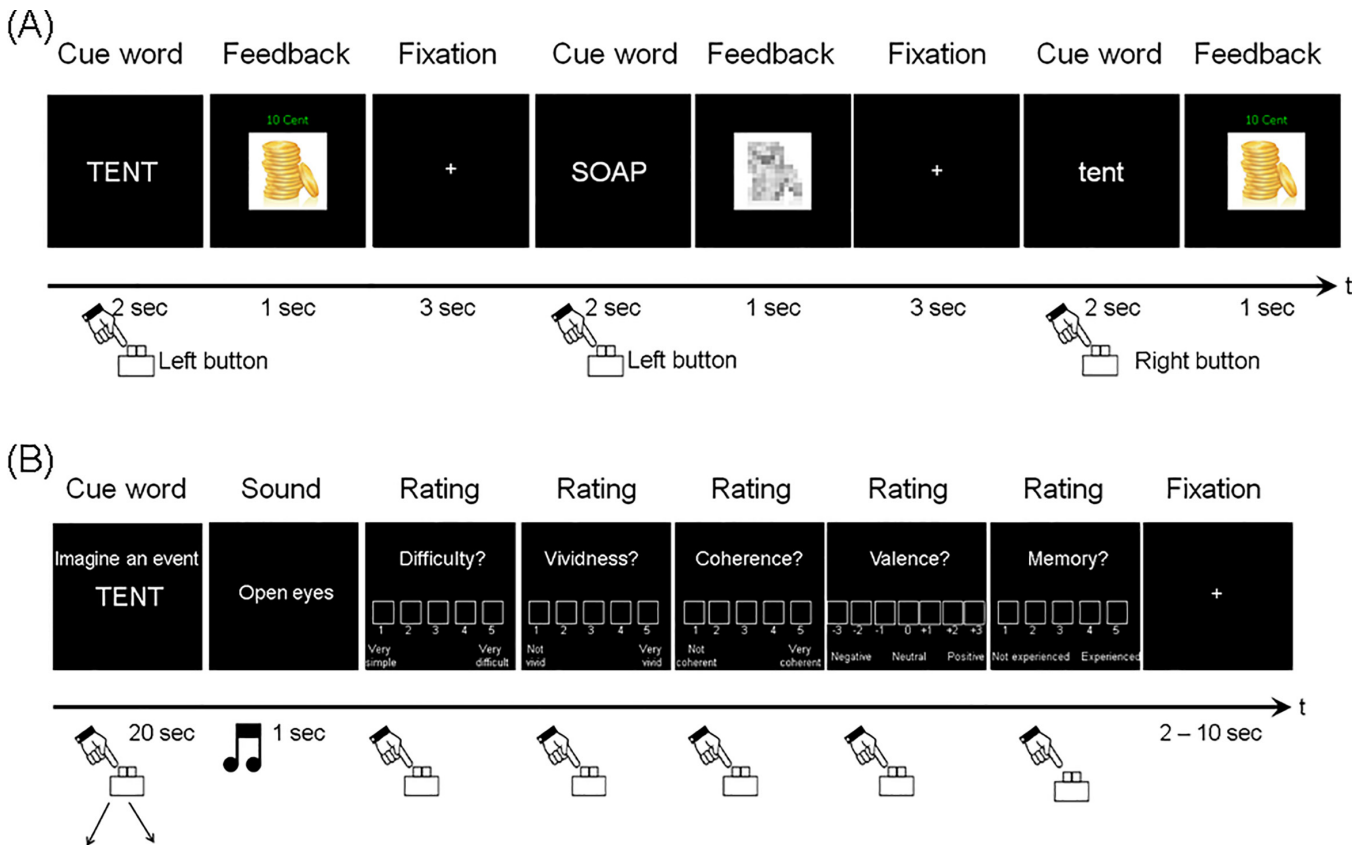 (A)
Cue word Feedback Fixation Cue word Feedback Fixation Cue word Feedback
10 Cent 10 Cent
TENT + SOAP + tent
t
2 sec 1 sec 3 sec 2 sec 1 sec 3 sec 2 sec 1 sec
Left button Left button Right button
(B)
Cue word Sound Rating Rating Rating Rating Rating Fixation
Imagine an event Difficulty? Vividness? Coherence? Valence? Memory?
TENT Open eyes +
1 2 3 4 5 1 2 3 4 5 1 2 3 4 5 -3 -2 -1 0 +1 +2 +3 1 2 3 4 5
Very simple Very difficult Not vivid Very vivid Not coherent Very coherent Negative Neutral Positive Not experienced Experienced
t
20 sec 1 sec 2 – 10 sec